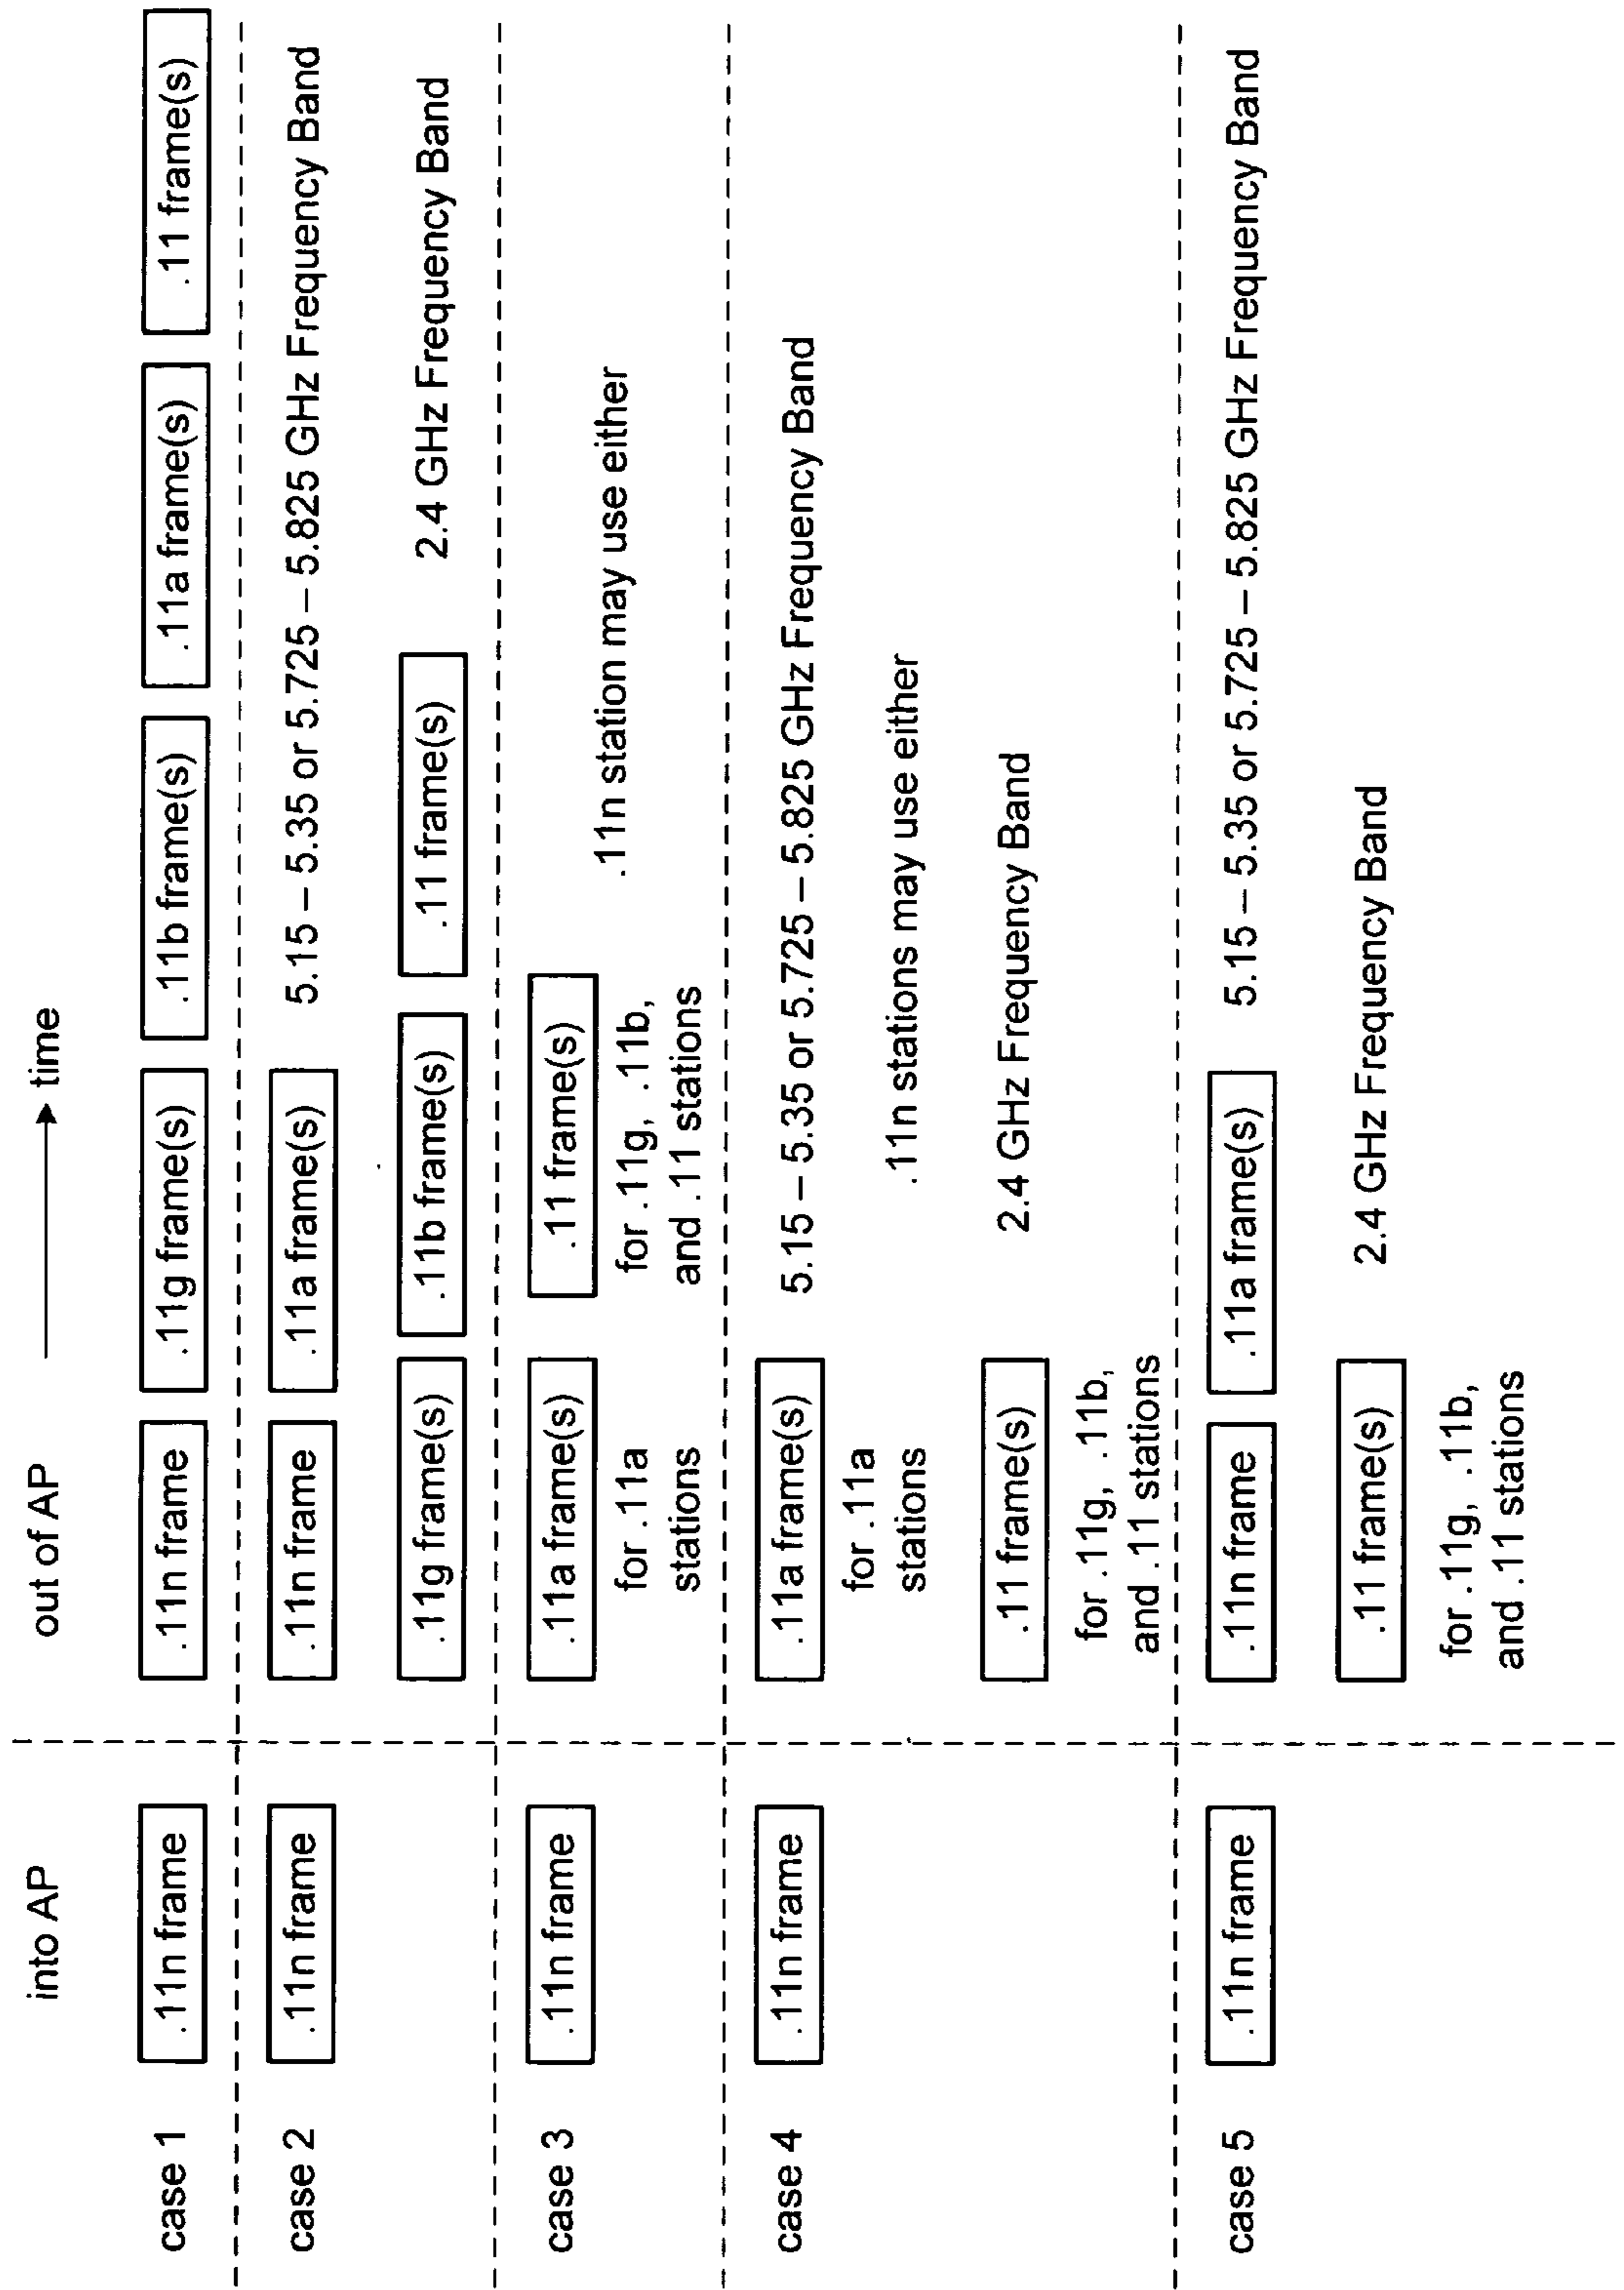 into AP
out of AP
time
case 1
.11n frame
.11n frame
.11g frame(s)
.11b frame(s)
.11a frame(s)
.11 frame(s)
case 2
.11n frame
.11n frame
.11a frame(s)
5.15 – 5.35 or 5.725 – 5.825 GHz Frequency Band
.11g frame(s)
.11b frame(s)
.11 frame(s)
2.4 GHz Frequency Band
case 3
.11n frame
.11a frame(s)
.11 frame(s)
for .11a
stations
for .11g, .11b,
and .11 stations
.11n station may use either
case 4
.11n frame
.11a frame(s)
5.15 – 5.35 or 5.725 – 5.825 GHz Frequency Band
for .11a
stations
.11n stations may use either
.11 frame(s)
2.4 GHz Frequency Band
for .11g, .11b,
and .11 stations
case 5
.11n frame
.11n frame
.11a frame(s)
5.15 – 5.35 or 5.725 – 5.825 GHz Frequency Band
.11 frame(s)
2.4 GHz Frequency Band
for .11g, .11b,
and .11 stations